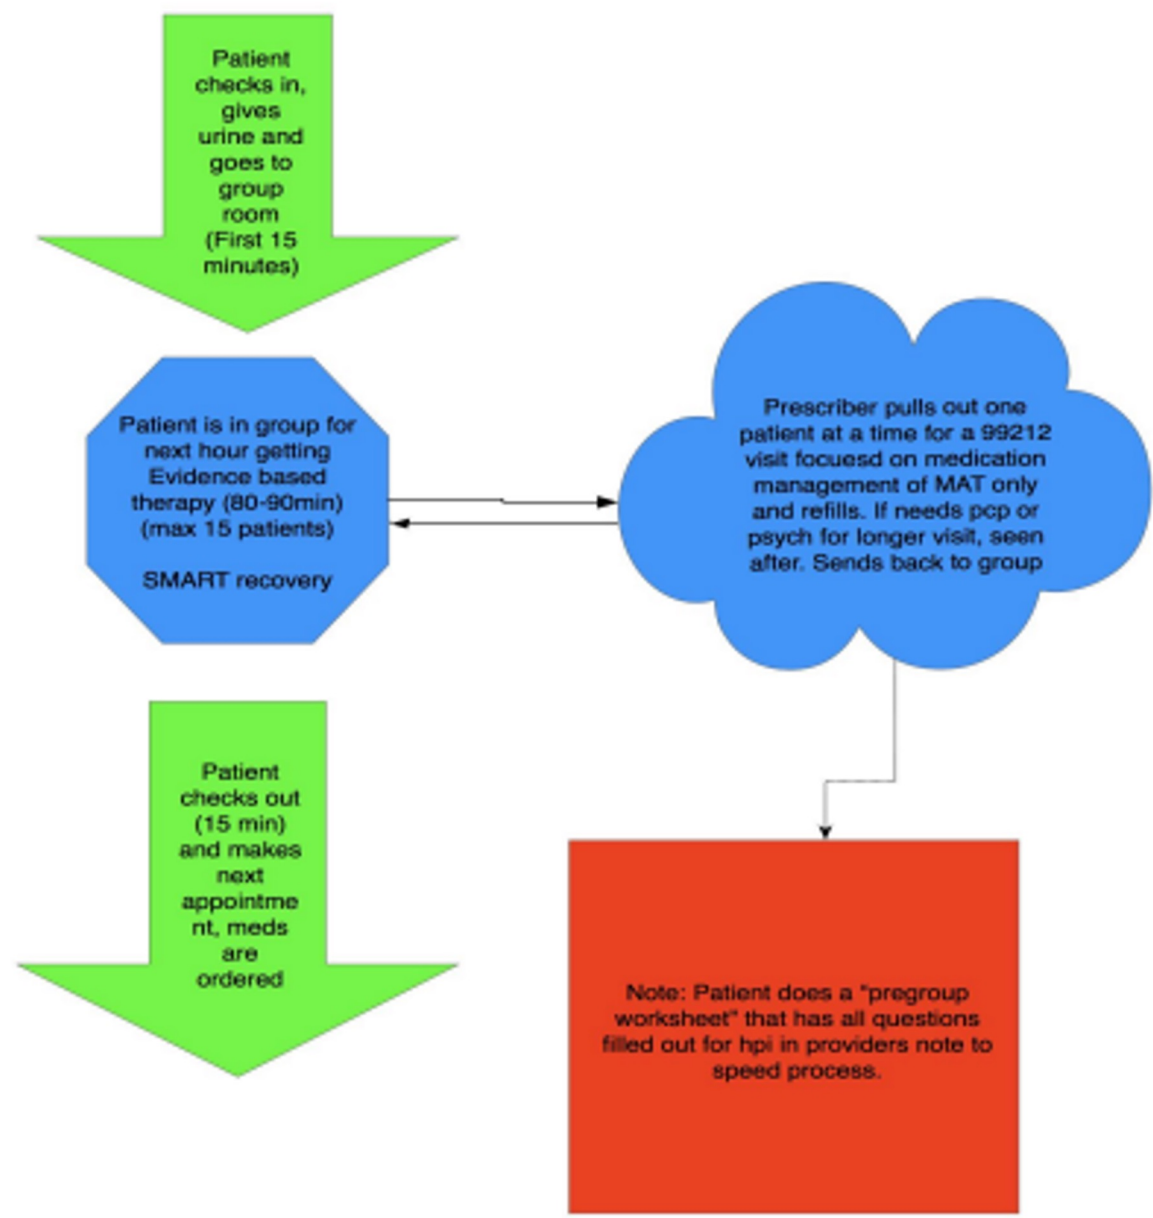 Patient
checks in,
gives
urine and
goes to
group
room
(First 15
minutes)
Patient is in group for
next hour getting
Evidence based
therapy (80-90min)
(max 15 patients)
SMART recovery
Prescriber pulls out one
patient at a time for a 99212
visit focuesd on medication
management of MAT only
and refills. If needs pcp or
psych for longer visit, seen
after. Sends back to group
Patient
checks out
(15 min)
and makes
next
appointme
nt, meds
are
ordered
Note: Patient does a "pregroup
worksheet" that has all questions
filled out for hpi in providers note to
speed process.